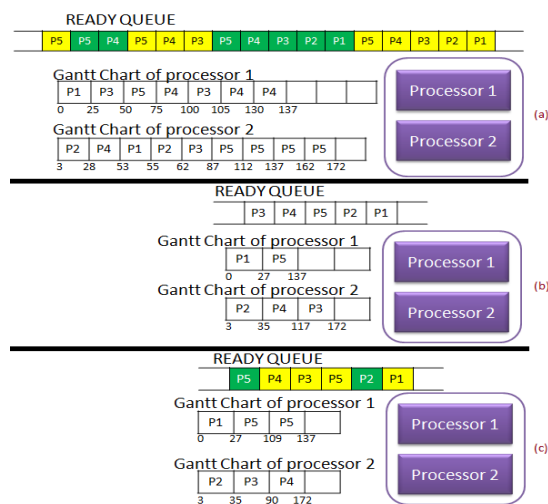 READY QUEUE
P5 P5 P4 P5 P4 P3 P5 P4 P3 P2 P1 P5 P4 P3 P2 P1
Gantt Chart of processor 1
P1 P3 P5 P4 P3 P4 P4
0 25 50 75 100 105 130 137
Gantt Chart of processor 2
P2 P4 P1 P2 P3 P5 P5 P5 P5
3 28 53 55 62 87 112 137 162 172
Processor 1
Processor 2
(a)
READY QUEUE
P3 P4 P5 P2 P1
Gantt Chart of processor 1
P1 P5
0 27 137
Gantt Chart of processor 2
P2 P4 P3
3 35 117 172
Processor 1
Processor 2
(b)
READY QUEUE
P5 P4 P3 P5 P2 P1
Gantt Chart of processor 1
P1 P5 P5
0 27 109 137
Gantt Chart of processor 2
P2 P3 P4
3 35 90 172
Processor 1
Processor 2
(c)